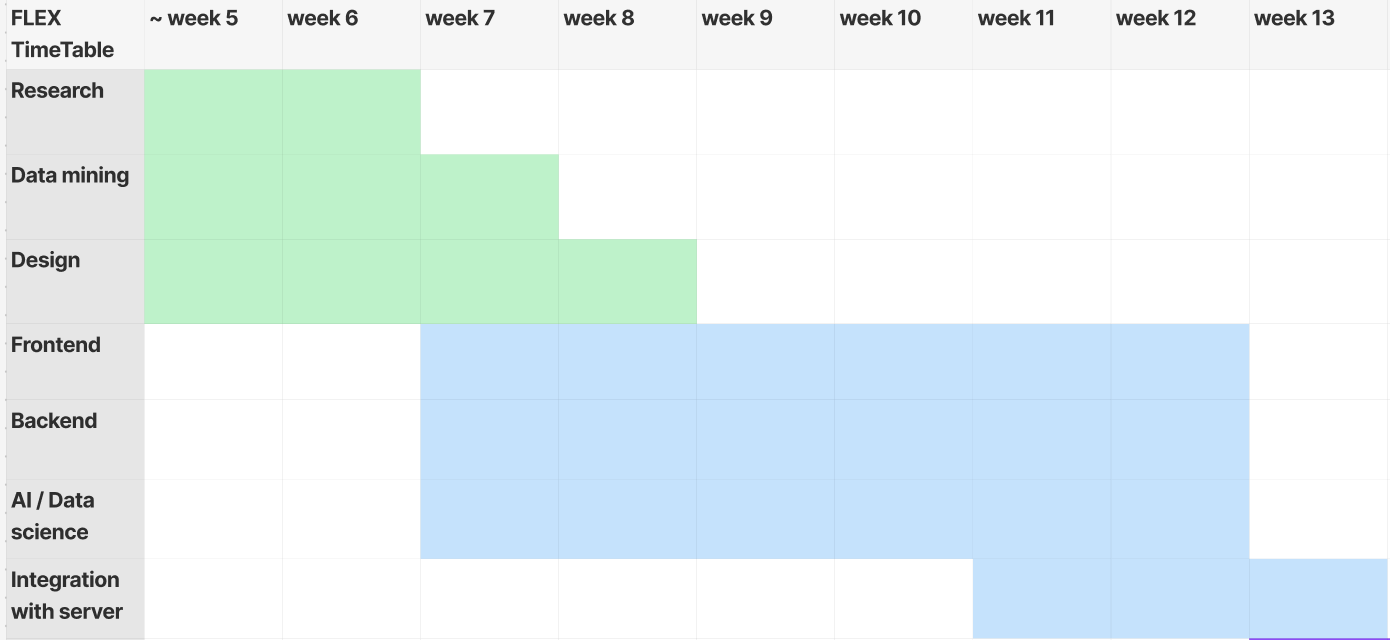 FLEX
TimeTable
~ week 5
week 6
week 7
week 8
week 9
week 10
week 11
week 12
week 13
Research
Data mining
Design
Frontend
Backend
AI / Data
science
Integration
with server